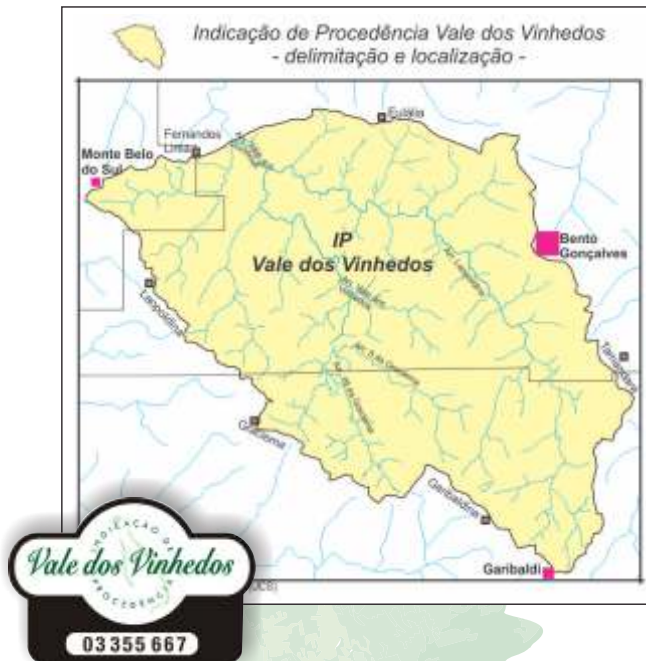 Indicação de Procedência Vale dos Vinhedos
- delimitação e localização -
Eulália
Fernandes
Lima
Monte Belo
do Sul
IP
Vale dos Vinhedos
Bento
Gonçalves
Leopoldina
Tamandaré
Graciema
Garibaldina
Garibaldi
INDICAÇÃO DE
Vale dos Vinhedos
PROCEDÊNCIA
03 355 667